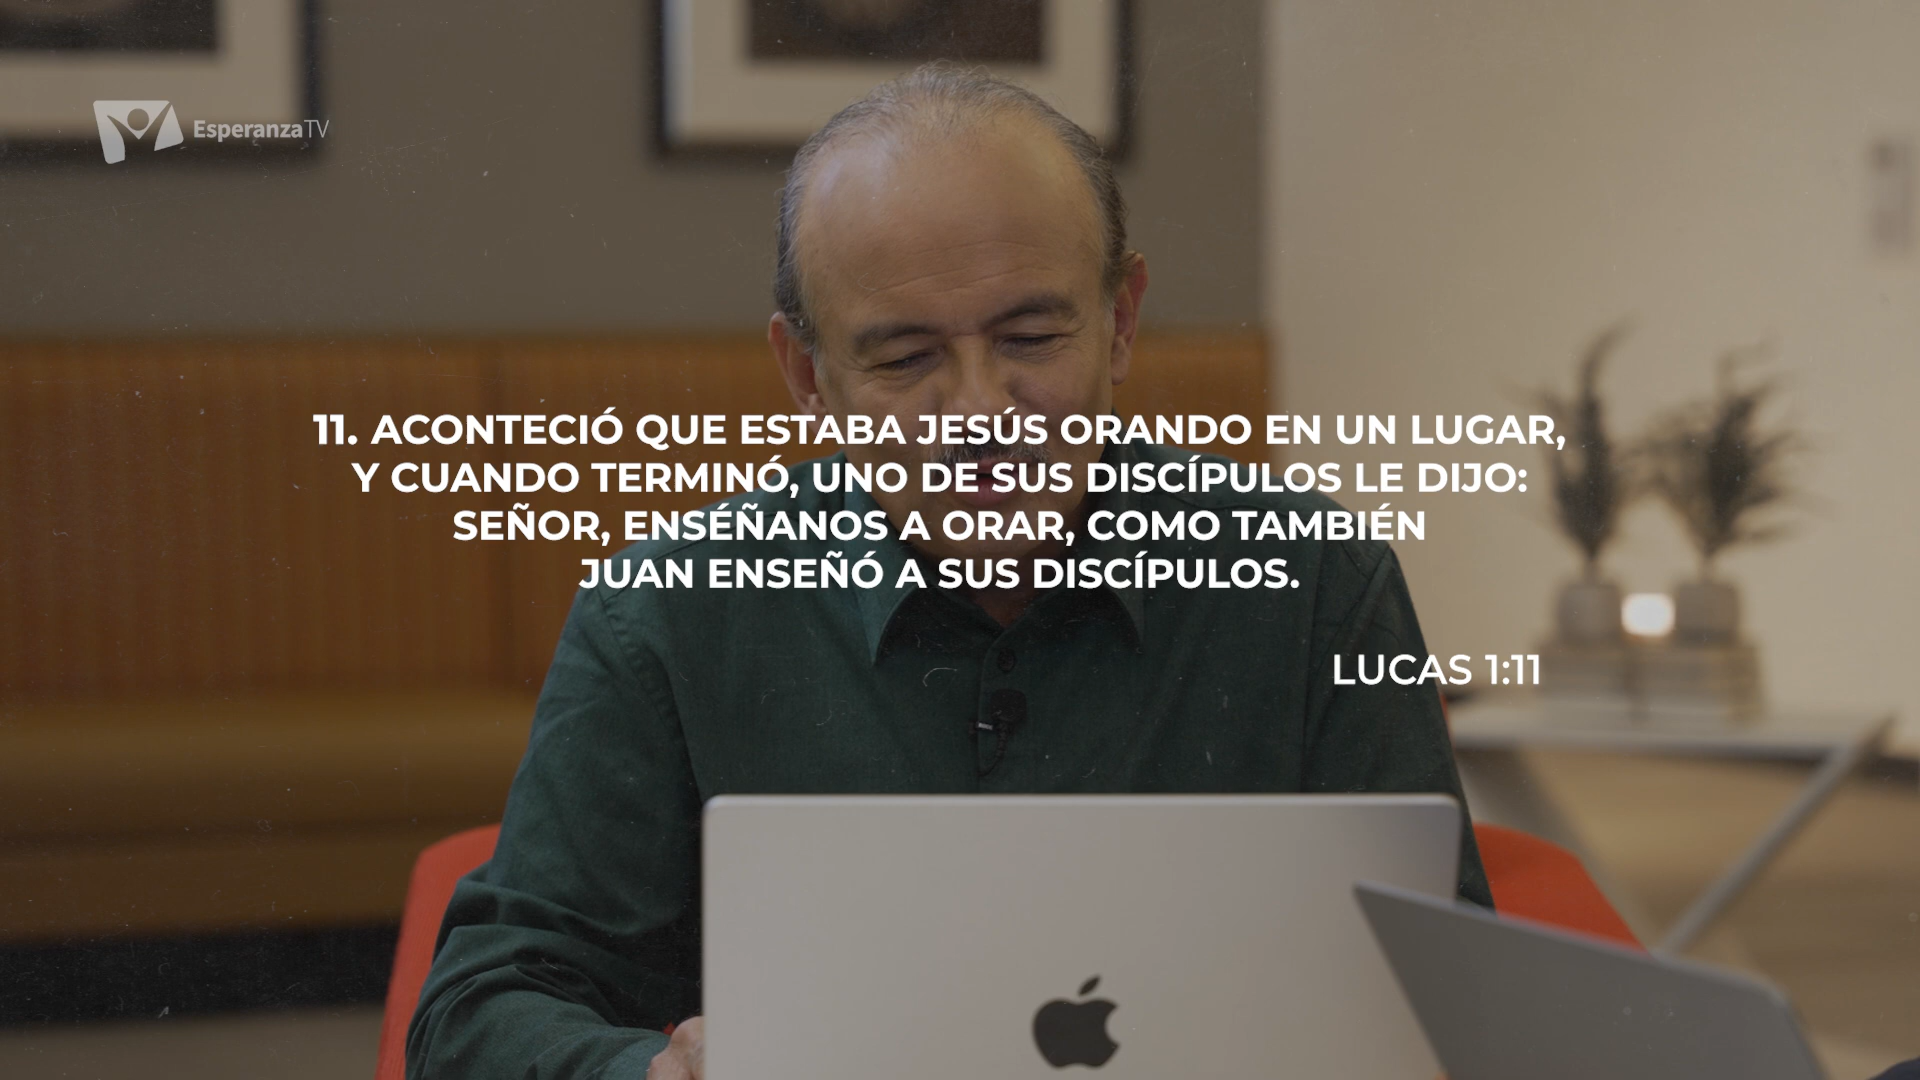 EsperanzaTV
11. ACONTECIÓ QUE ESTABA JESÚS ORANDO EN UN LUGAR,
Y CUANDO TERMINÓ, UNO DE SUS DISCÍPULOS LE DIJO:
SEÑOR, ENSÉÑANOS A ORAR, COMO TAMBIÉN
JUAN ENSEÑÓ A SUS DISCÍPULOS.
LUCAS 1:11